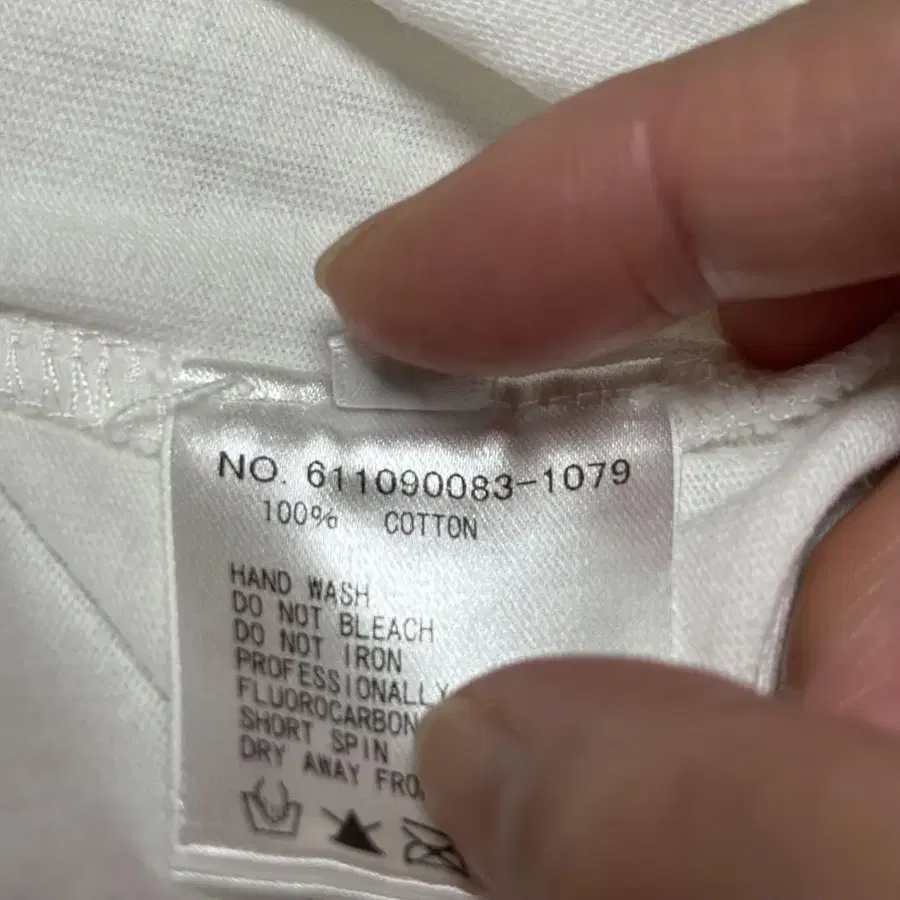 NO. 611090083-1079
100% COTTON
HAND WASH
DO NOT BLEACH
DO NOT IRON
PROFESSIONALLY
FLUOROCARBON
SHORT SPIN
DRY AWAY